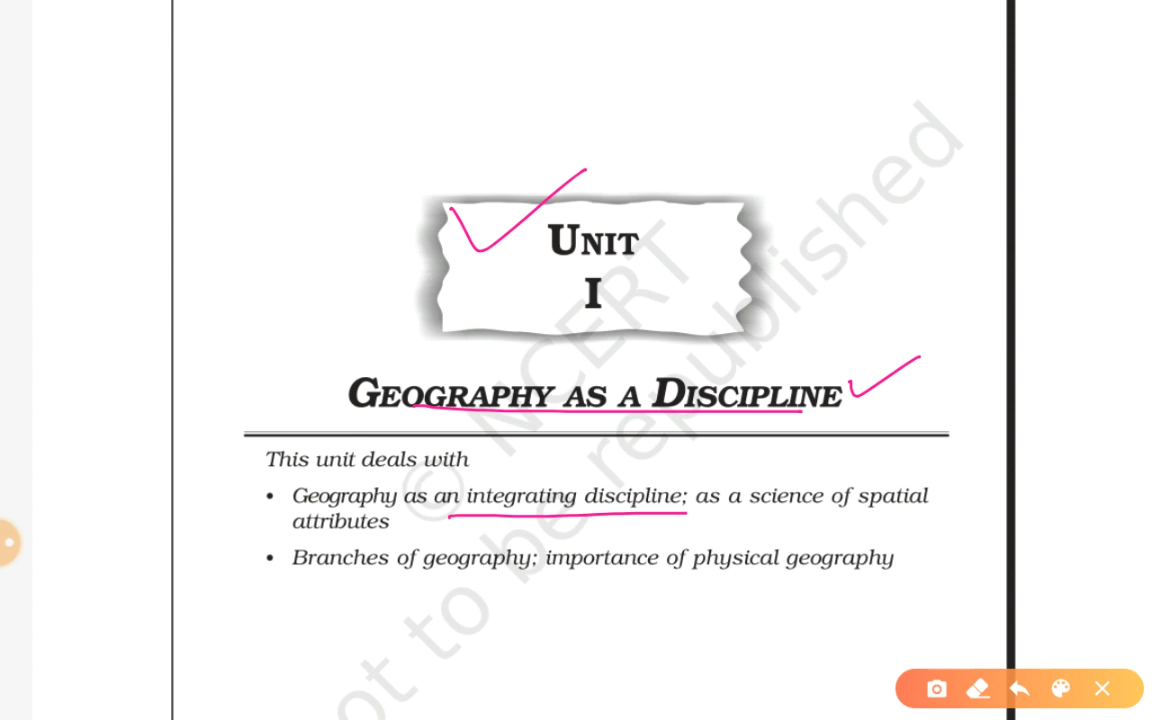 UNIT
I
GEOGRAPHY AS A DISCIPLINE
This unit deals with
• Geography as an integrating discipline; as a science of spatial
attributes
• Branches of geography; importance of physical geography
© NCERT
not to be republished